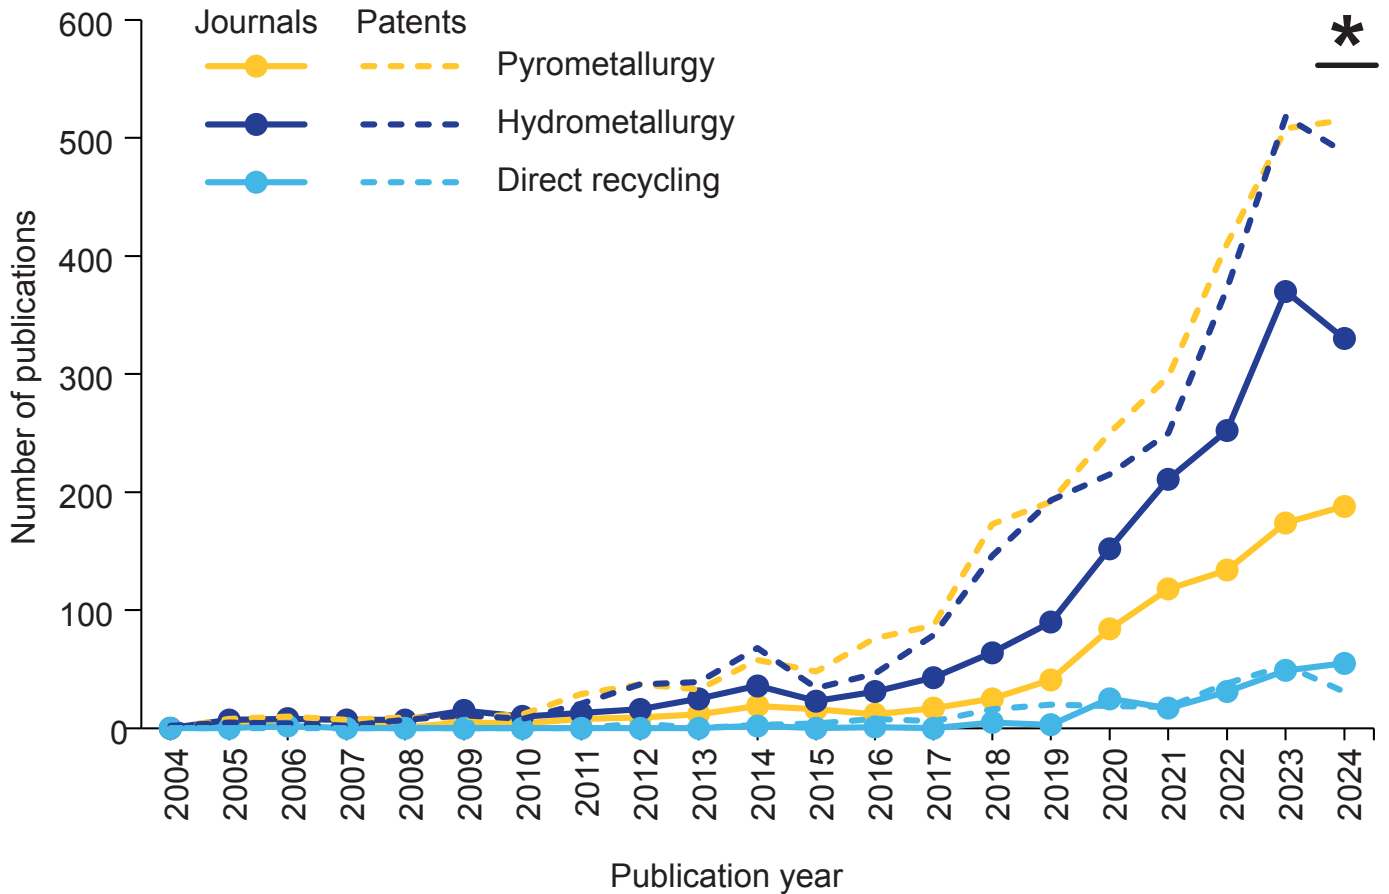 Journals Patents
Pyrometallurgy
Hydrometallurgy
Direct recycling
*
Number of publications
600
500
400
300
200
100
0
2004 2005 2006 2007 2008 2009 2010 2011 2012 2013 2014 2015 2016 2017 2018 2019 2020 2021 2022 2023 2024
Publication year